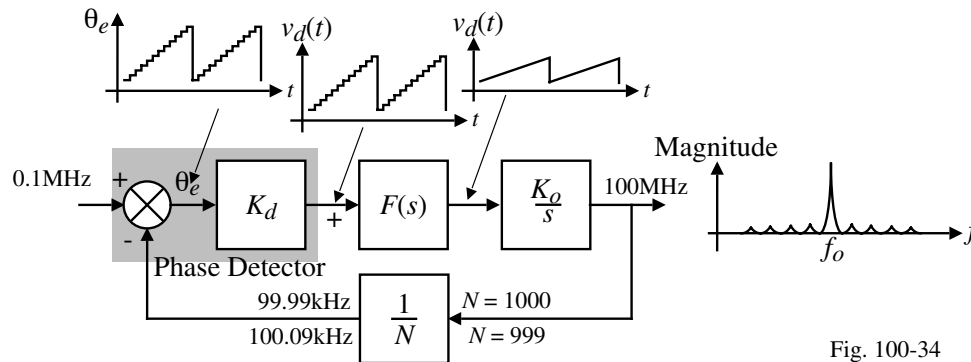 θe
t
vd(t)
t
vd(t)
t
0.1MHz
+
-
θe
Kd
+
F(s)
Ko
s
100MHz
Phase Detector
Magnitude
fo
f
99.99kHz
100.09kHz
1
N
N = 1000
N = 999
Fig. 100-34